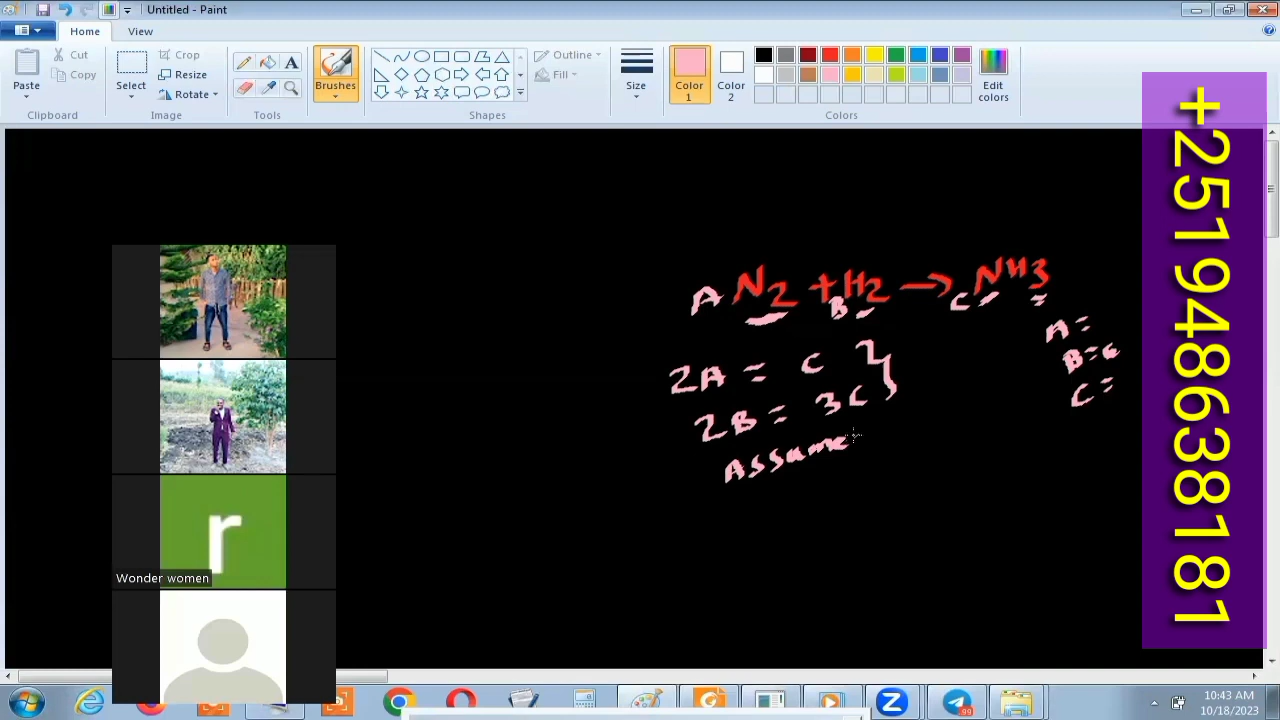 Untitled - Paint
Home
View
Paste
Cut
Copy
Clipboard
Select
Crop
Resize
Rotate
Image
Tools
Brushes
Shapes
Outline
Fill
Size
Color 1
Color 2
Edit colors
Colors
A N2 + B H2 → C NH3
2A = C }
2B = 3C
Assume
A =
B =
C =
+251948638181
r
Wonder women
10:43 AM
10/18/2023